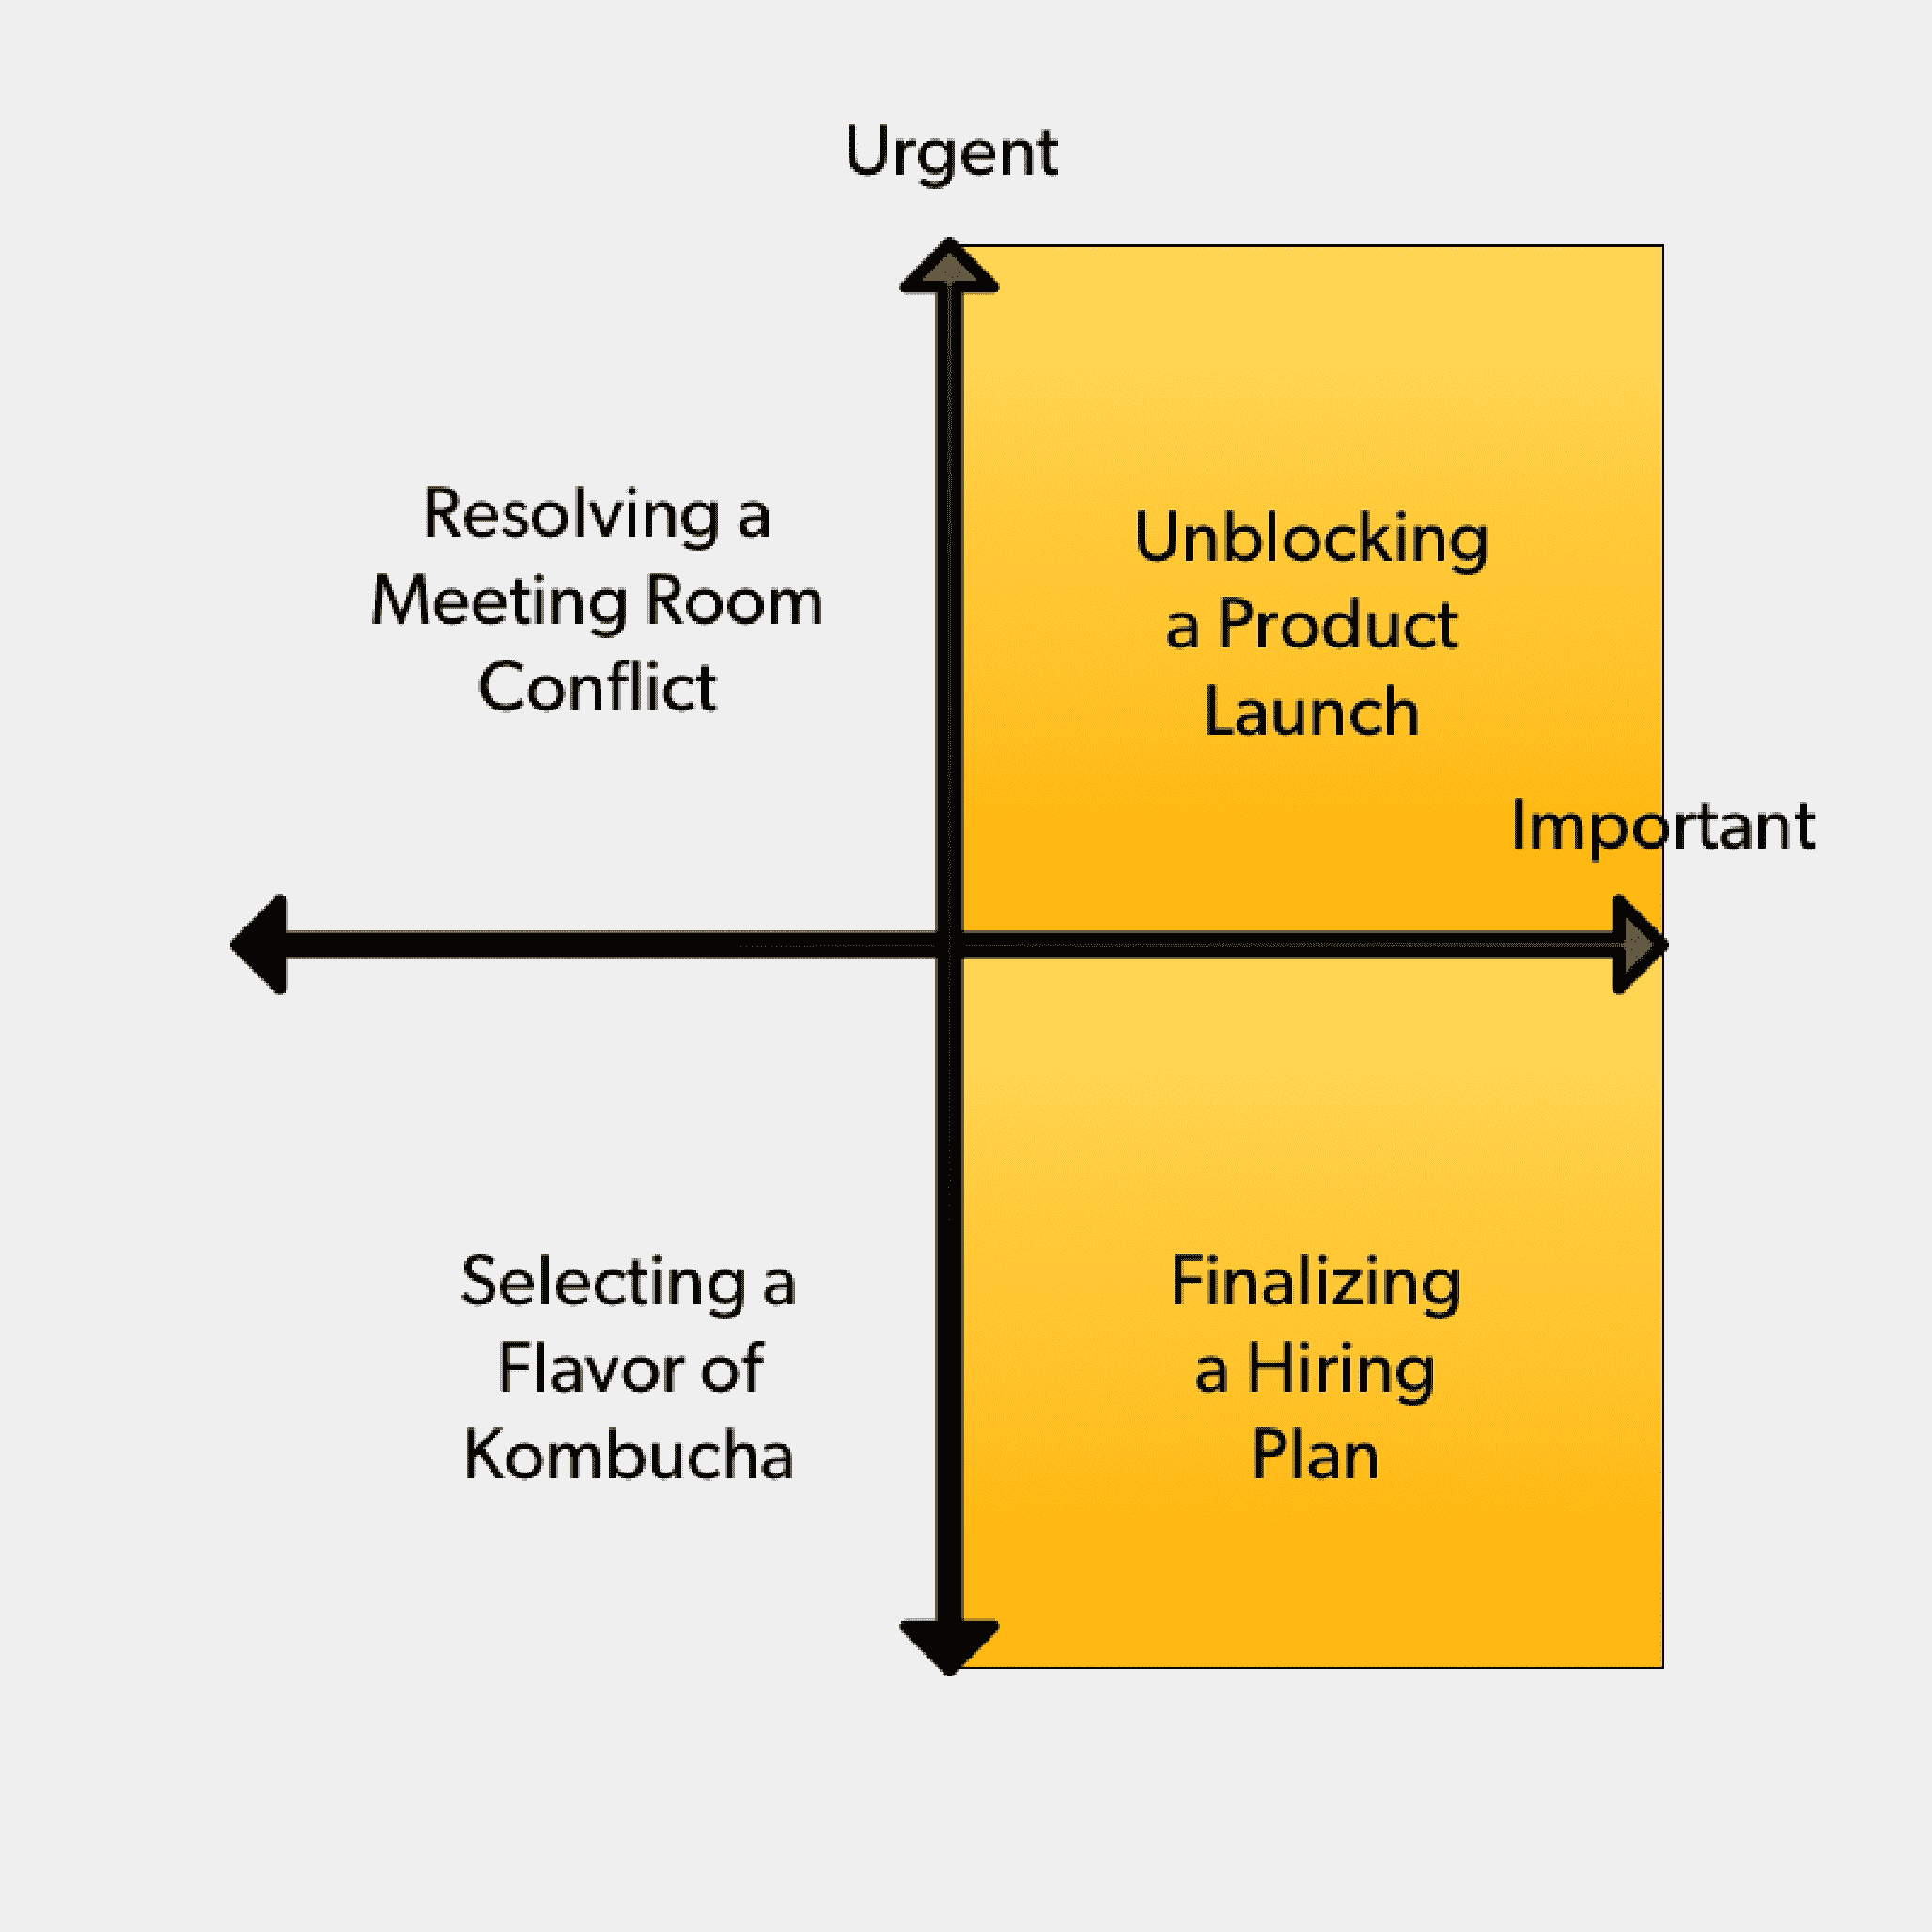 Urgent
Resolving a
Meeting Room
Conflict
Unblocking
a Product
Launch
Important
Selecting a
Flavor of
Kombucha
Finalizing
a Hiring
Plan